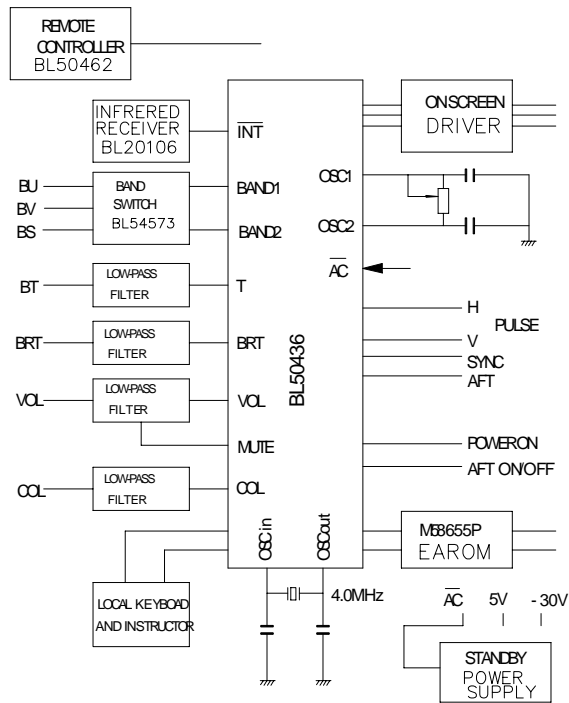 REMOTE
CONTROLLER
BL50462
INFRERED
RECEIVER
BL20106
INT
ONSCREEN
DRIVER
BU
BV
BS
BAND
SWITCH
BL54573
BAND1
BAND2
OSC1
OSC2
AC
BT
LOW-PASS
FILTER
T
BRT
LOW-PASS
FILTER
BRT
VOL
LOW-PASS
FILTER
VOL
MUTE
COL
LOW-PASS
FILTER
COL
BL50436
H
PULSE
V
SYNC
AFT
POWERON
AFT ON/OFF
OSCin
OSCout
M58655P
EAROM
LOCAL KEYBOAD
AND INSTRUCTOR
4.0MHz
AC 5V -30V
STANDBY
POWER
SUPPLY